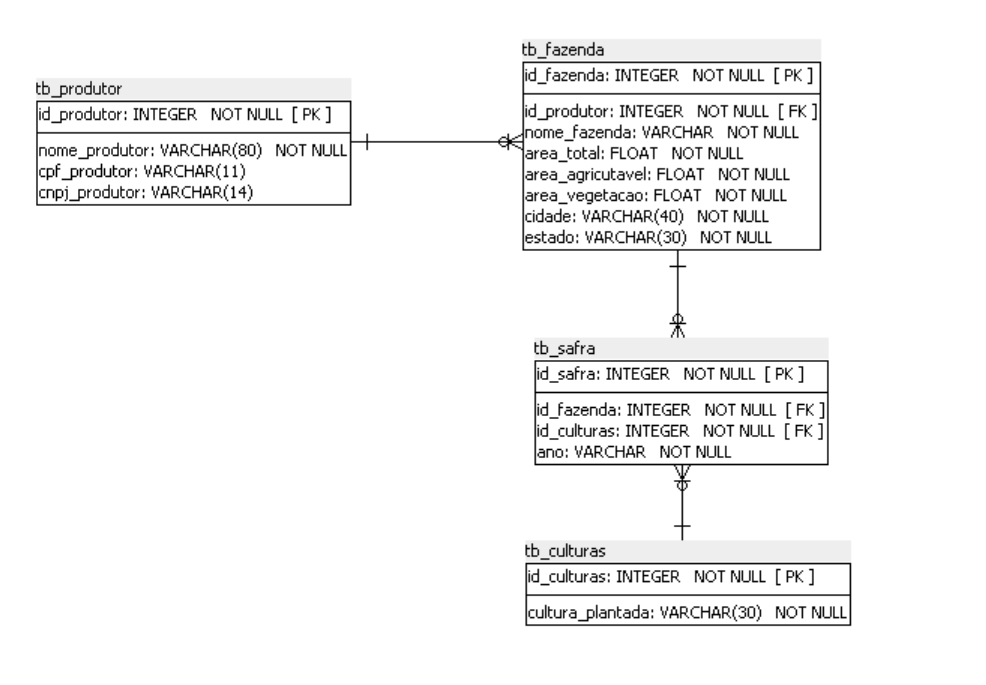 tb_produtor
id_produtor: INTEGER NOT NULL [ PK ]
nome_produtor: VARCHAR(80) NOT NULL
cpf_produtor: VARCHAR(11)
cnpj_produtor: VARCHAR(14)
tb_fazenda
id_fazenda: INTEGER NOT NULL [ PK ]
id_produtor: INTEGER NOT NULL [ FK ]
nome_fazenda: VARCHAR NOT NULL
area_total: FLOAT NOT NULL
area_agricutavel: FLOAT NOT NULL
area_vegetacao: FLOAT NOT NULL
cidade: VARCHAR(40) NOT NULL
estado: VARCHAR(30) NOT NULL
tb_safra
id_safra: INTEGER NOT NULL [ PK ]
id_fazenda: INTEGER NOT NULL [ FK ]
id_culturas: INTEGER NOT NULL [ FK ]
ano: VARCHAR NOT NULL
tb_culturas
id_culturas: INTEGER NOT NULL [ PK ]
cultura_plantada: VARCHAR(30) NOT NULL